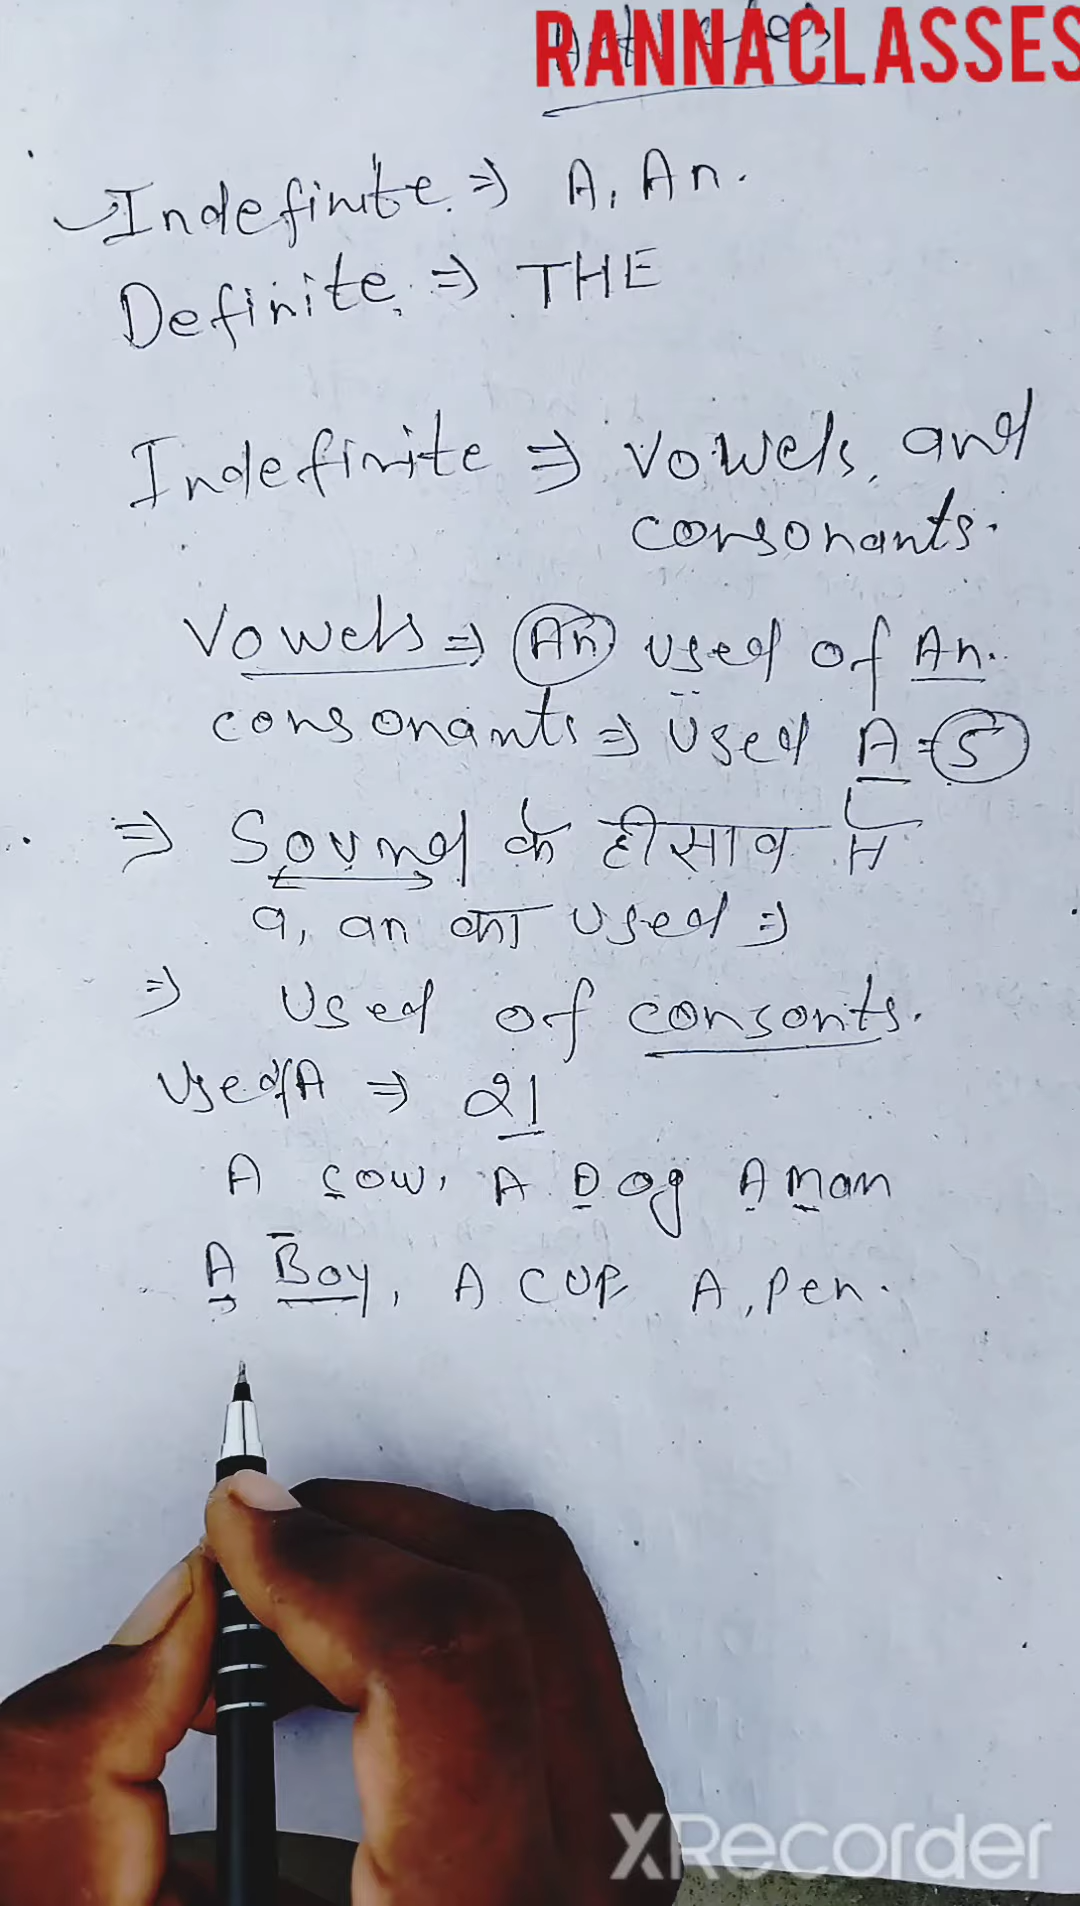 RANNACLASSES
Indefinite. => A, An.
Definite. => THE
Indefinite => Vowels, and
consonants.
Vowels => An used of An.
consonants => Used A = 5
=> Sound के हीसाव से
a, an का used =>
=> Used of consonts.
Used A => 21
A cow, A Dog A man
A Boy, A CUP A, Pen.
XRecorder